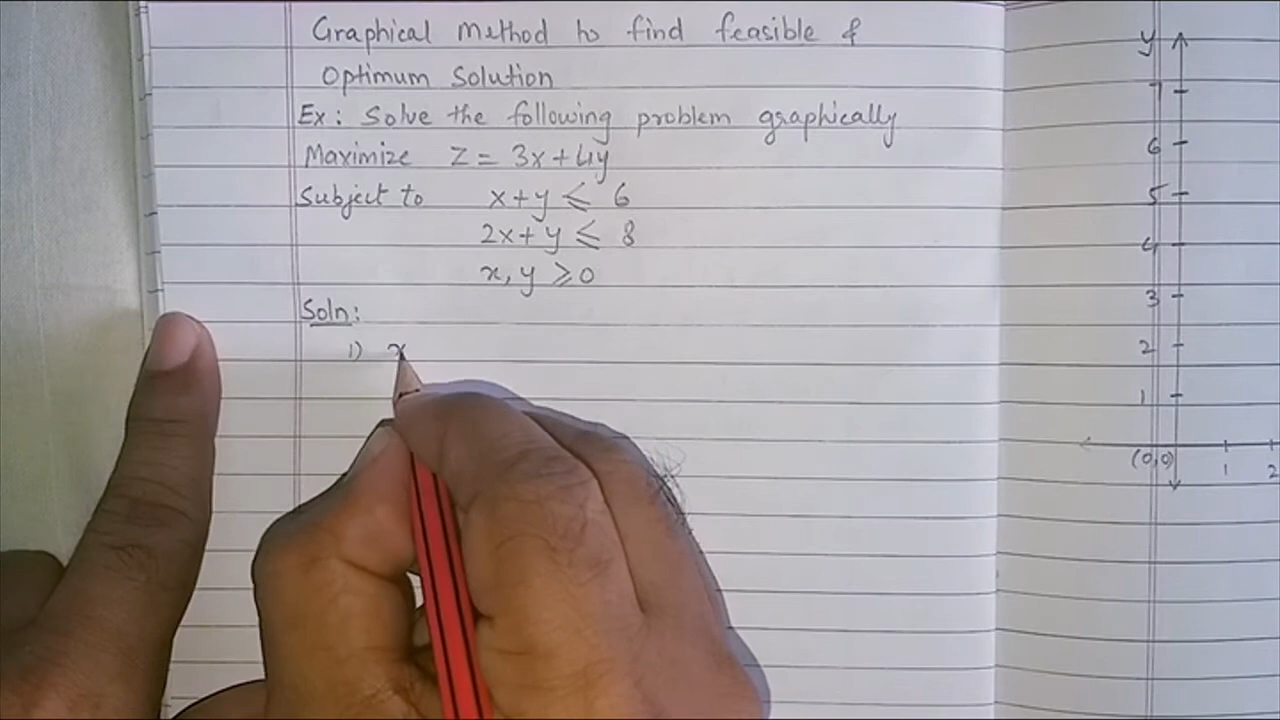 Graphical Method to find feasible &
Optimum Solution
Ex: Solve the following problem graphically
Maximize Z = 3x+4y
Subject to x+y ⩽ 6
2x+y ⩽ 8
x, y ⩾ 0
Soln:
1) x
y
7
6
5
4
3
2
1
(0,0) 1 2